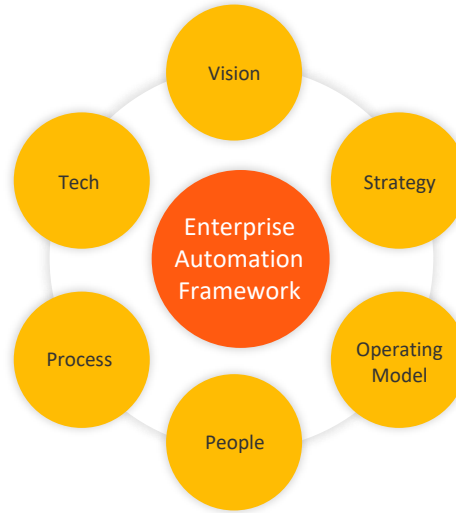 Vision
Tech
Strategy
Enterprise
Automation
Framework
Process
Operating
Model
People